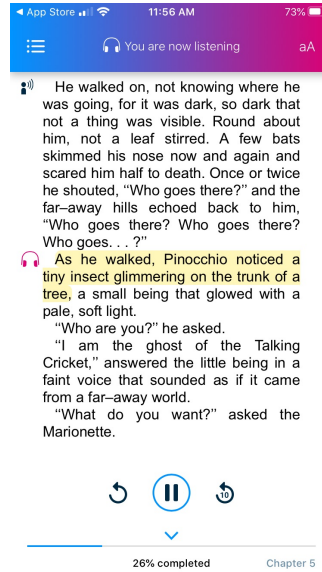 App Store
11:56 AM
73%
You are now listening
aA
He walked on, not knowing where he
was going, for it was dark, so dark that
not a thing was visible. Round about
him, not a leaf stirred. A few bats
skimmed his nose now and again and
scared him half to death. Once or twice
he shouted, “Who goes there?” and the
far–away hills echoed back to him,
“Who goes there? Who goes there?
Who goes. . . ?”
As he walked, Pinocchio noticed a
tiny insect glimmering on the trunk of a
tree, a small being that glowed with a
pale, soft light.
“Who are you?” he asked.
“I am the ghost of the Talking
Cricket,” answered the little being in a
faint voice that sounded as if it came
from a far–away world.
“What do you want?” asked the
Marionette.
10
26% completed
Chapter 5